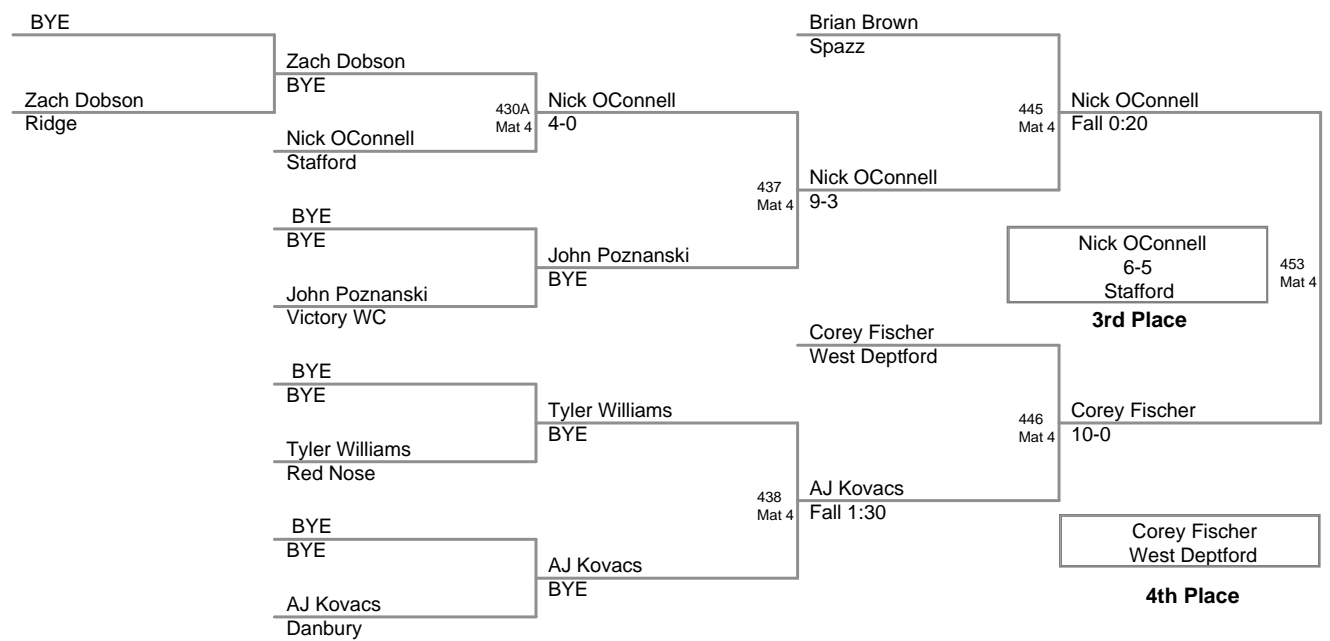 BYE
Zach Dobson
Ridge
Zach Dobson
BYE
Nick OConnell
Stafford
BYE
BYE
John Poznanski
Victory WC
BYE
BYE
Tyler Williams
Red Nose
BYE
BYE
AJ Kovacs
Danbury
430A
Mat 4
Nick OConnell
4-0
John Poznanski
BYE
Tyler Williams
BYE
AJ Kovacs
BYE
437
Mat 4
438
Mat 4
Brian Brown
Spazz
Nick OConnell
9-3
Corey Fischer
West Deptford
AJ Kovacs
Fall 1:30
445
Mat 4
446
Mat 4
Nick OConnell
Fall 0:20
Nick OConnell
6-5
Stafford
3rd Place
453
Mat 4
Corey Fischer
10-0
Corey Fischer
West Deptford
4th Place